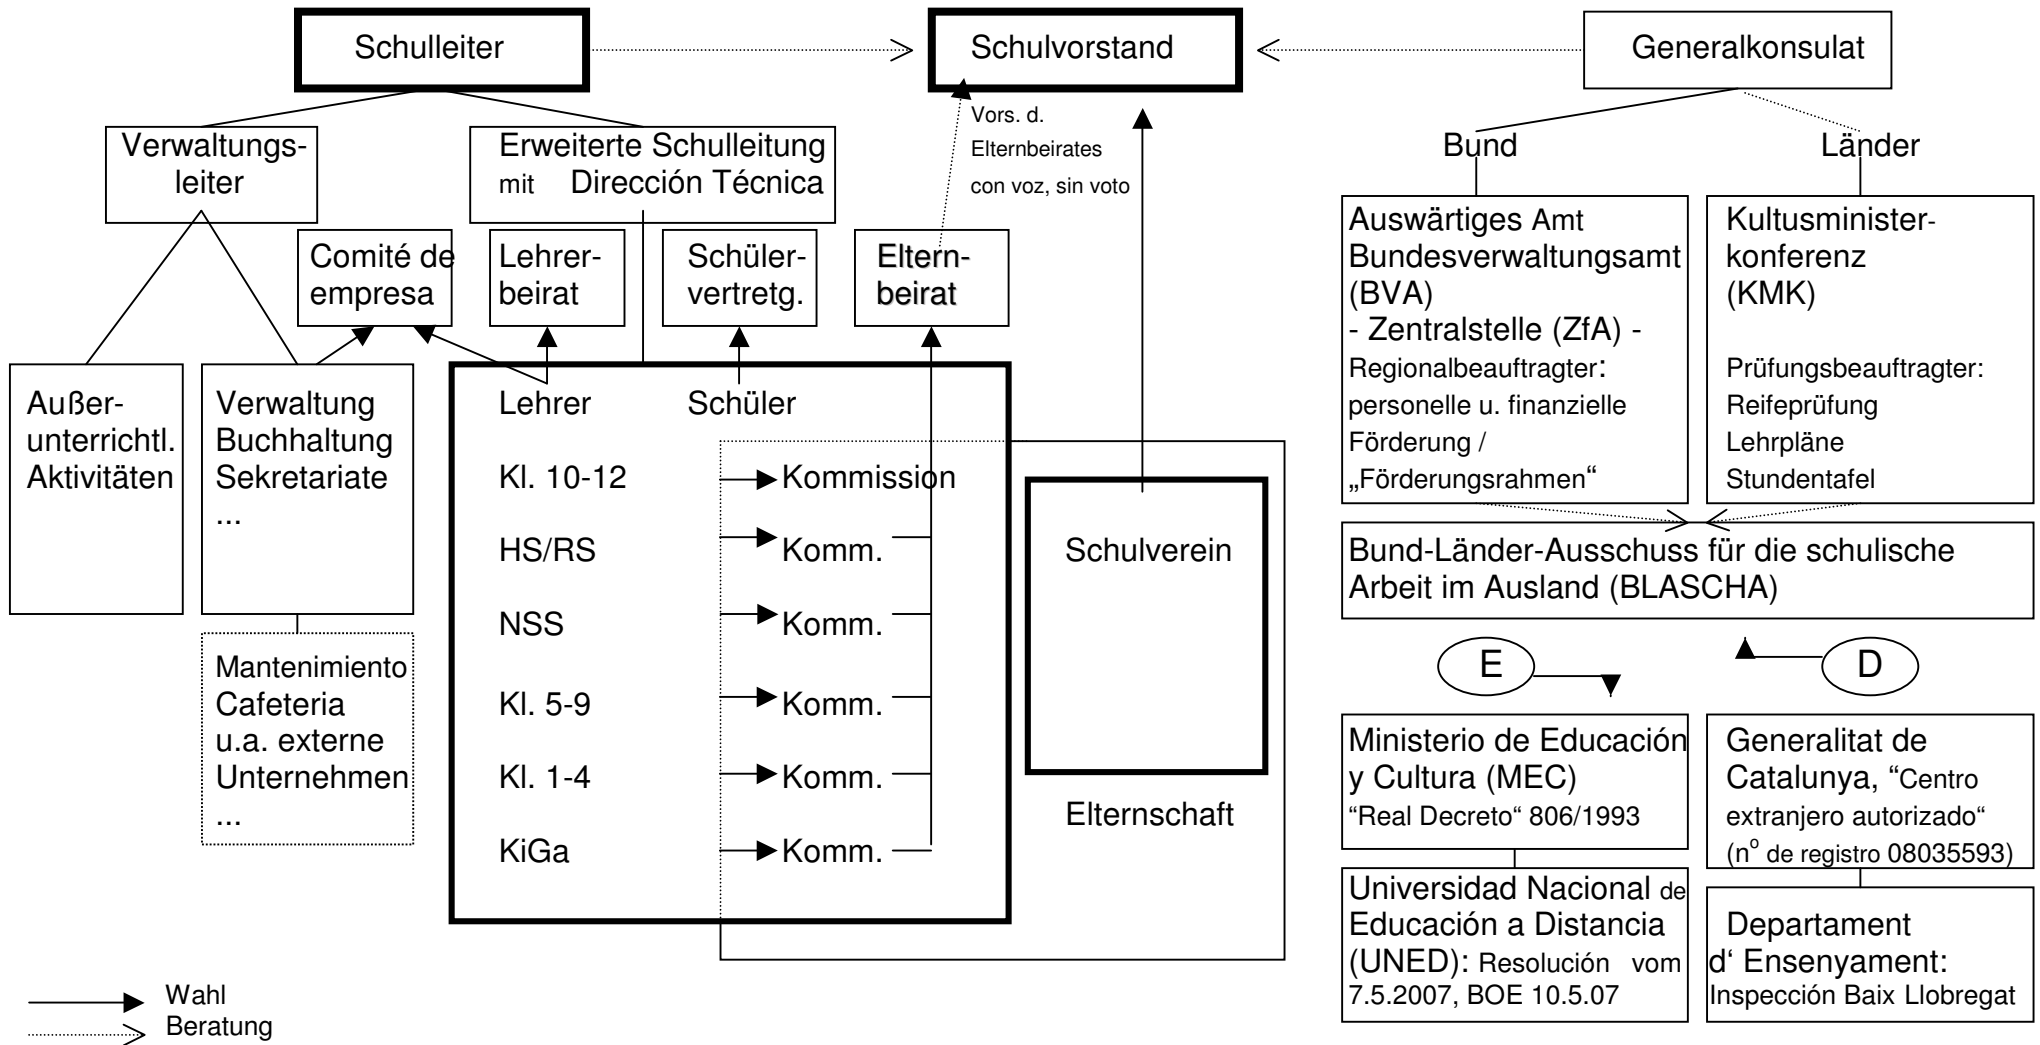 Schulleiter
Schulvorstand
Generalkonsulat
Vors. d.
Elternbeirates
con voz, sin voto
Verwaltungs-
leiter
Erweiterte Schulleitung
mit Dirección Técnica
Bund
Länder
Comité de
empresa
Lehrer-
beirat
Schüler-
vertretg.
Eltern-
beirat
Auswärtiges Amt
Bundesverwaltungsamt
(BVA)
- Zentralstelle (ZfA) -
Regionalbeauftragter:
personelle u. finanzielle
Förderung /
„Förderungsrahmen“
Kultusminister-
konferenz
(KMK)
Prüfungsbeauftragter:
Reifeprüfung
Lehrpläne
Stundentafel
Außer-
unterrichtl.
Aktivitäten
Verwaltung
Buchhaltung
Sekretariate
...
Mantenimiento
Cafeteria
u.a. externe
Unternehmen
...
Lehrer
Schüler
Kl. 10-12
Kommission
HS/RS
Komm.
NSS
Komm.
Kl. 5-9
Komm.
Kl. 1-4
Komm.
KiGa
Komm.
Schulverein
Elternschaft
Bund-Länder-Ausschuss für die schulische
Arbeit im Ausland (BLASCHA)
E
D
Ministerio de Educación
y Cultura (MEC)
“Real Decreto“ 806/1993
Generalitat de
Catalunya, “Centro
extranjero autorizado“
(nº de registro 08035593)
Universidad Nacional de
Educación a Distancia
(UNED): Resolución vom
7.5.2007, BOE 10.5.07
Departament
d‘ Ensenyament:
Inspección Baix Llobregat
Wahl
Beratung